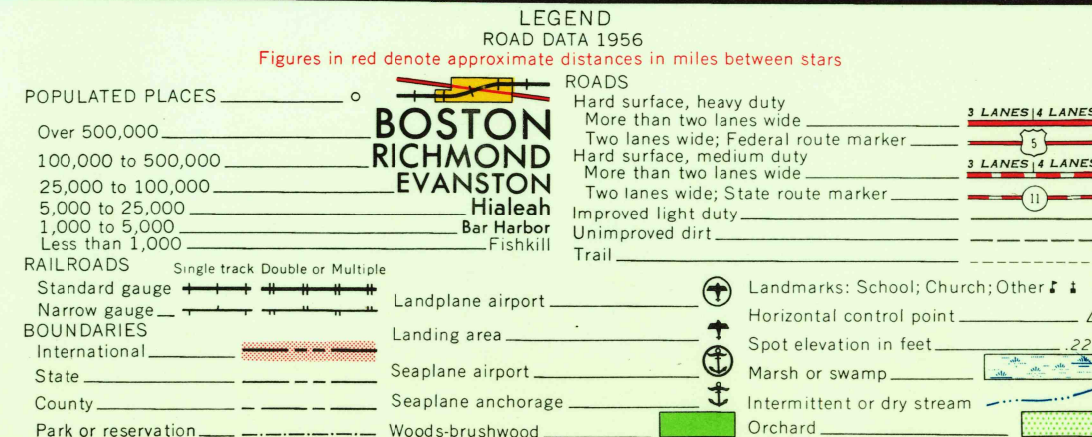 LEGEND
ROAD DATA 1956
Figures in red denote approximate distances in miles between stars
POPULATED PLACES
Over 500,000 BOSTON
100,000 to 500,000 RICHMOND
25,000 to 100,000 EVANSTON
5,000 to 25,000 Hialeah
1,000 to 5,000 Bar Harbor
Less than 1,000 Fishkill
RAILROADS Single track Double or Multiple
Standard gauge
Narrow gauge
BOUNDARIES
International
State
County
Park or reservation
Landplane airport
Landing area
Seaplane airport
Seaplane anchorage
Woods-brushwood
ROADS
Hard surface, heavy duty
More than two lanes wide 3 LANES 4 LANES
Two lanes wide; Federal route marker 5
Hard surface, medium duty
More than two lanes wide 3 LANES 4 LANES
Two lanes wide; State route marker 11
Improved light duty
Unimproved dirt
Trail
Landmarks: School; Church; Other
Horizontal control point
Spot elevation in feet .22
Marsh or swamp
Intermittent or dry stream
Orchard